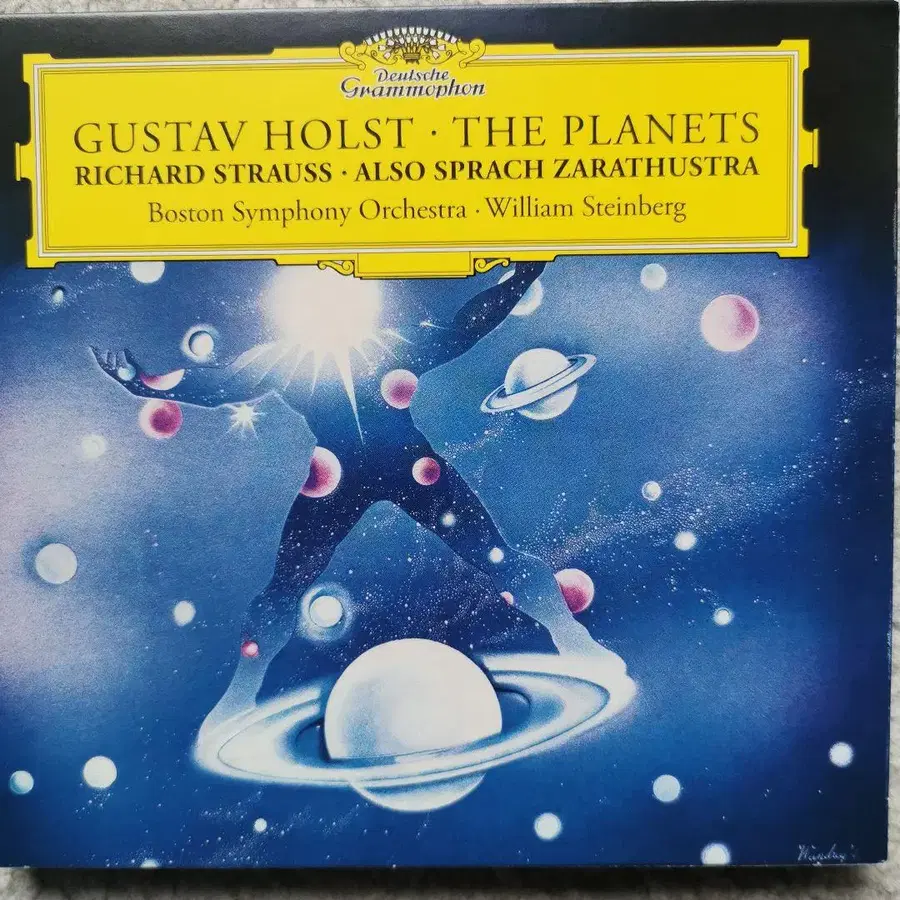 Deutsche
Grammophon
GUSTAV HOLST · THE PLANETS
RICHARD STRAUSS · ALSO SPRACH ZARATHUSTRA
Boston Symphony Orchestra · William Steinberg